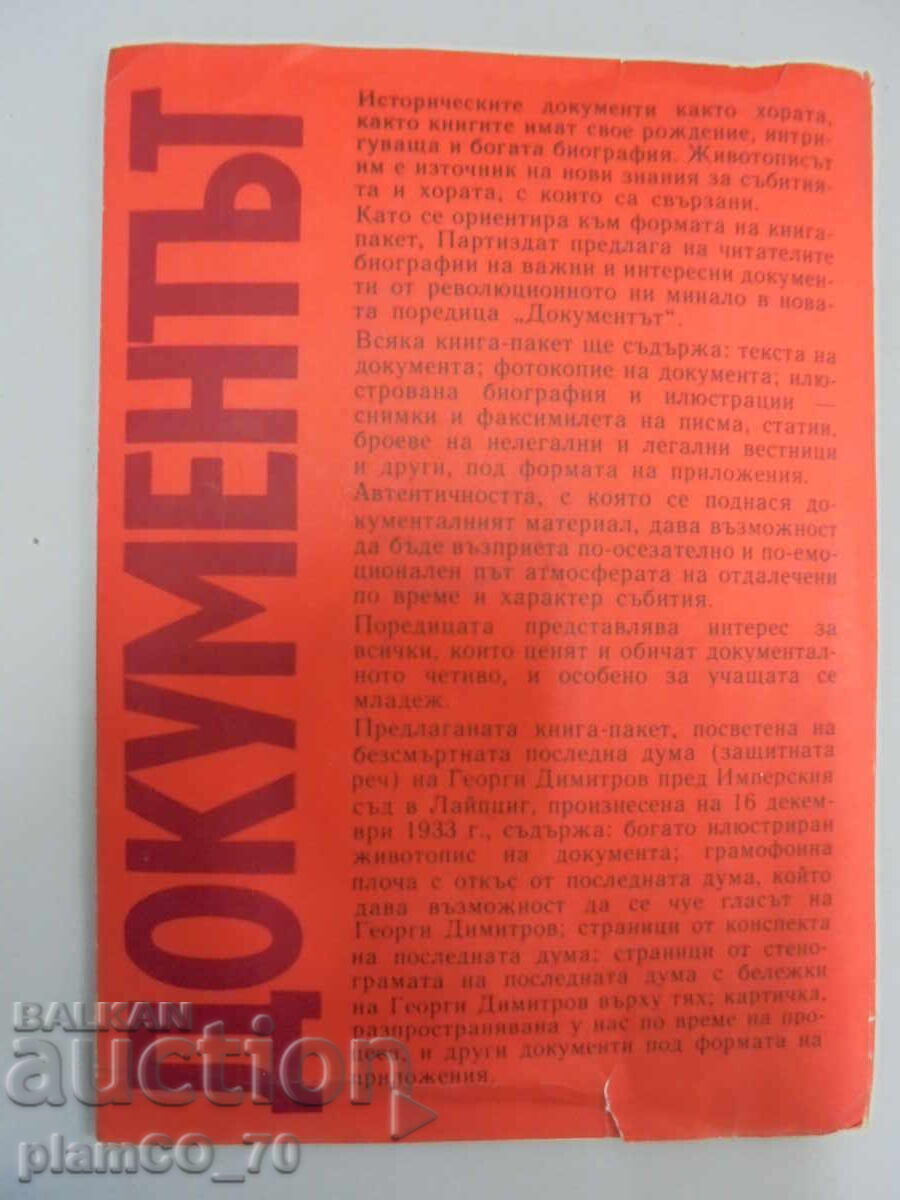 ДОКУМЕНТЪТ
Историческите документи както хората,
както книгите имат свое рождение, интри-
гуваща и богата биография. Животописът
им е източник на нови знания за събития-
та и хората, с които са свързани.
Като се ориентира към формата на книга-
пакет, Партиздат предлага на читателите
биографии на важни и интересни докумен-
ти от революционното ни минало в нова-
та поредица „Документът“.
Всяка книга-пакет ще съдържа: текста на
документа; фотокопие на документа; илю-
стрована биография и илюстрации —
снимки и факсимилета на писма, статии,
броеве на нелегални и легални вестници
и други, под формата на приложения.
Автентичността, с която се поднася до-
кументалният материал, дава възможност
да бъде възприета по-осезателно и по-емо-
ционален път атмосферата на отдалечени
по време и характер събития.
Поредицата представлява интерес за
всички, които ценят и обичат документал-
ното четиво, и особено за учащата се
младеж.
Предлаганата книга-пакет, посветена на
безсмъртната последна дума (защитната
реч) на Георги Димитров пред Имперския
съд в Лайпциг, произнесена на 16 декем-
ври 1933 г., съдържа: богато илюстриран
животопис на документа; грамофонна
плоча с откъс от последната дума, който
дава възможност да се чуе гласът на
Георги Димитров; страници от конспекта
на последната дума; страници от стено-
грамата на последната дума с бележки
на Георги Димитров върху тях; картичка,
разпространявана у нас по време на про-
цеса, и други документи под формата на
приложения.
BALKAN
auction
plamCO_70